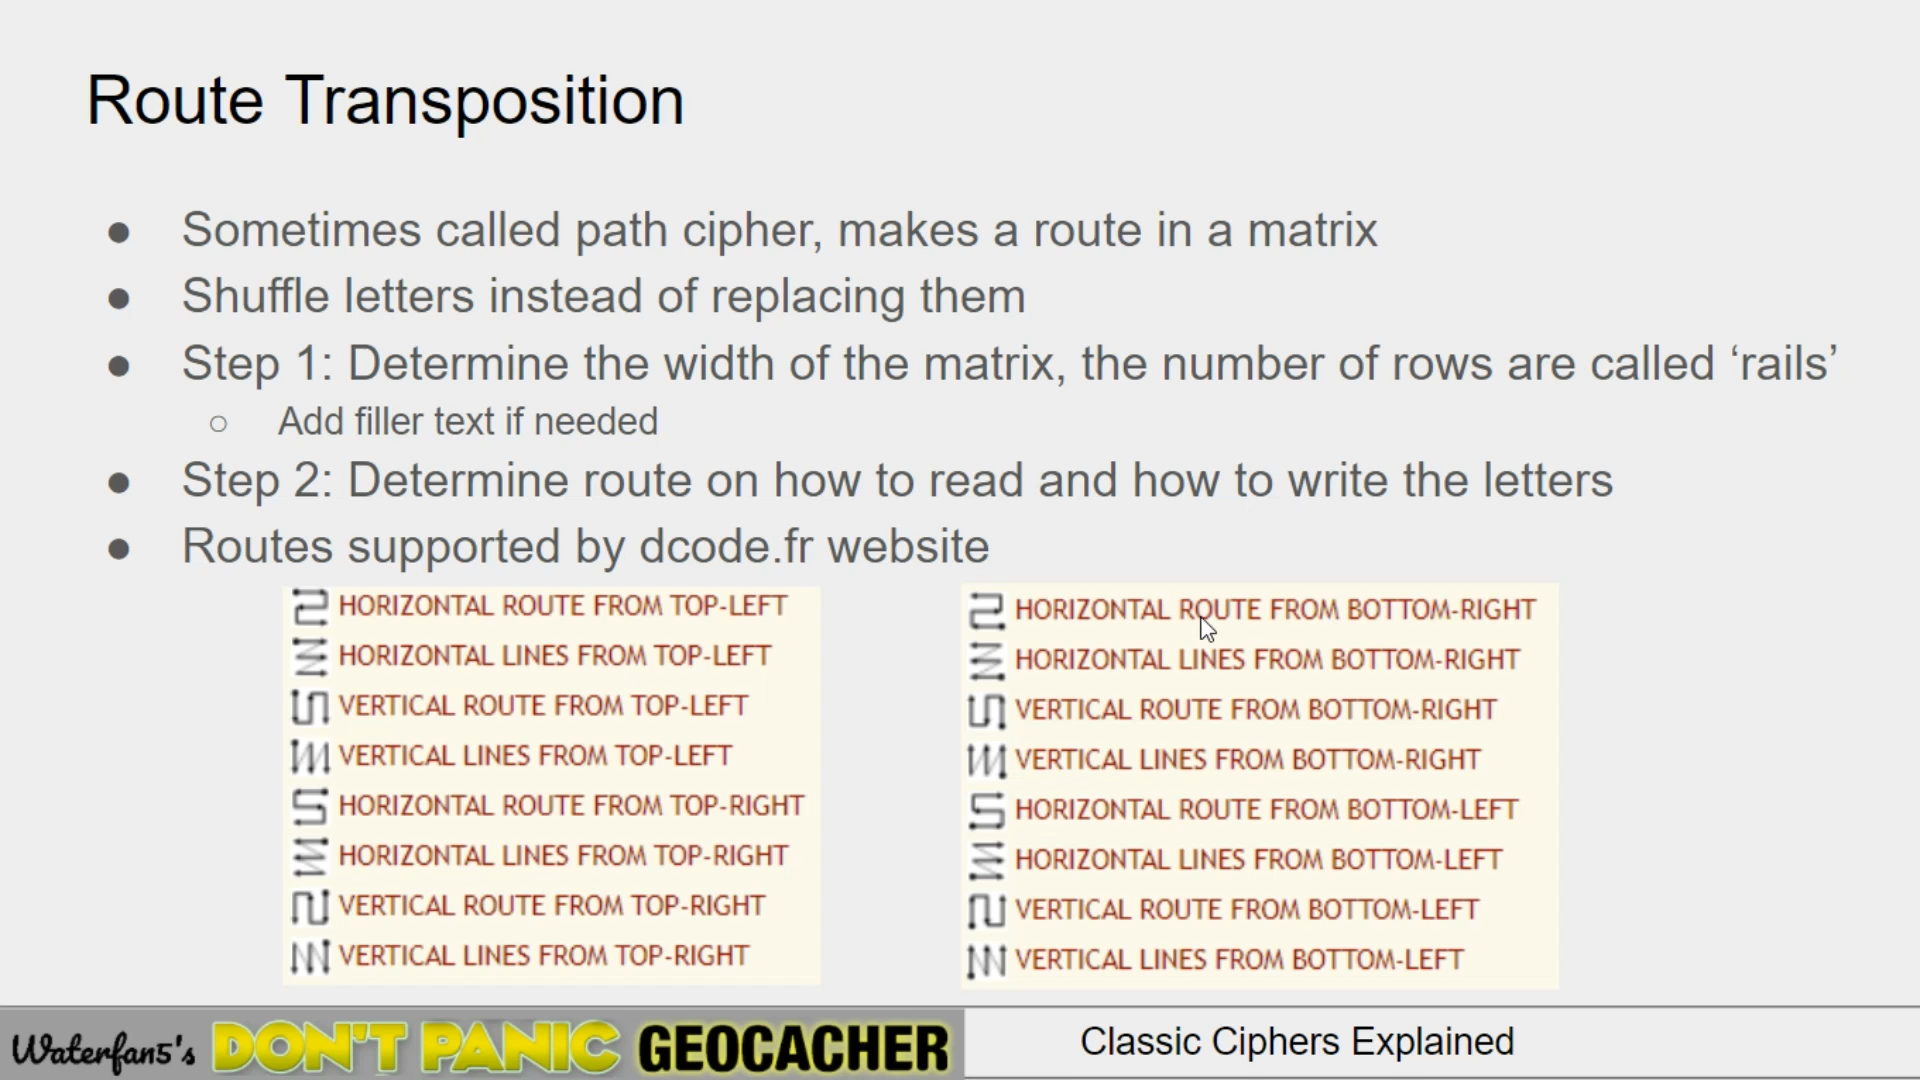 Route Transposition
● Sometimes called path cipher, makes a route in a matrix
● Shuffle letters instead of replacing them
● Step 1: Determine the width of the matrix, the number of rows are called ‘rails’
○ Add filler text if needed
● Step 2: Determine route on how to read and how to write the letters
● Routes supported by dcode.fr website
HORIZONTAL ROUTE FROM TOP-LEFT
HORIZONTAL LINES FROM TOP-LEFT
VERTICAL ROUTE FROM TOP-LEFT
VERTICAL LINES FROM TOP-LEFT
HORIZONTAL ROUTE FROM TOP-RIGHT
HORIZONTAL LINES FROM TOP-RIGHT
VERTICAL ROUTE FROM TOP-RIGHT
VERTICAL LINES FROM TOP-RIGHT
HORIZONTAL ROUTE FROM BOTTOM-RIGHT
HORIZONTAL LINES FROM BOTTOM-RIGHT
VERTICAL ROUTE FROM BOTTOM-RIGHT
VERTICAL LINES FROM BOTTOM-RIGHT
HORIZONTAL ROUTE FROM BOTTOM-LEFT
HORIZONTAL LINES FROM BOTTOM-LEFT
VERTICAL ROUTE FROM BOTTOM-LEFT
VERTICAL LINES FROM BOTTOM-LEFT
Waterfan5's DON'T PANIC GEOCACHER
Classic Ciphers Explained